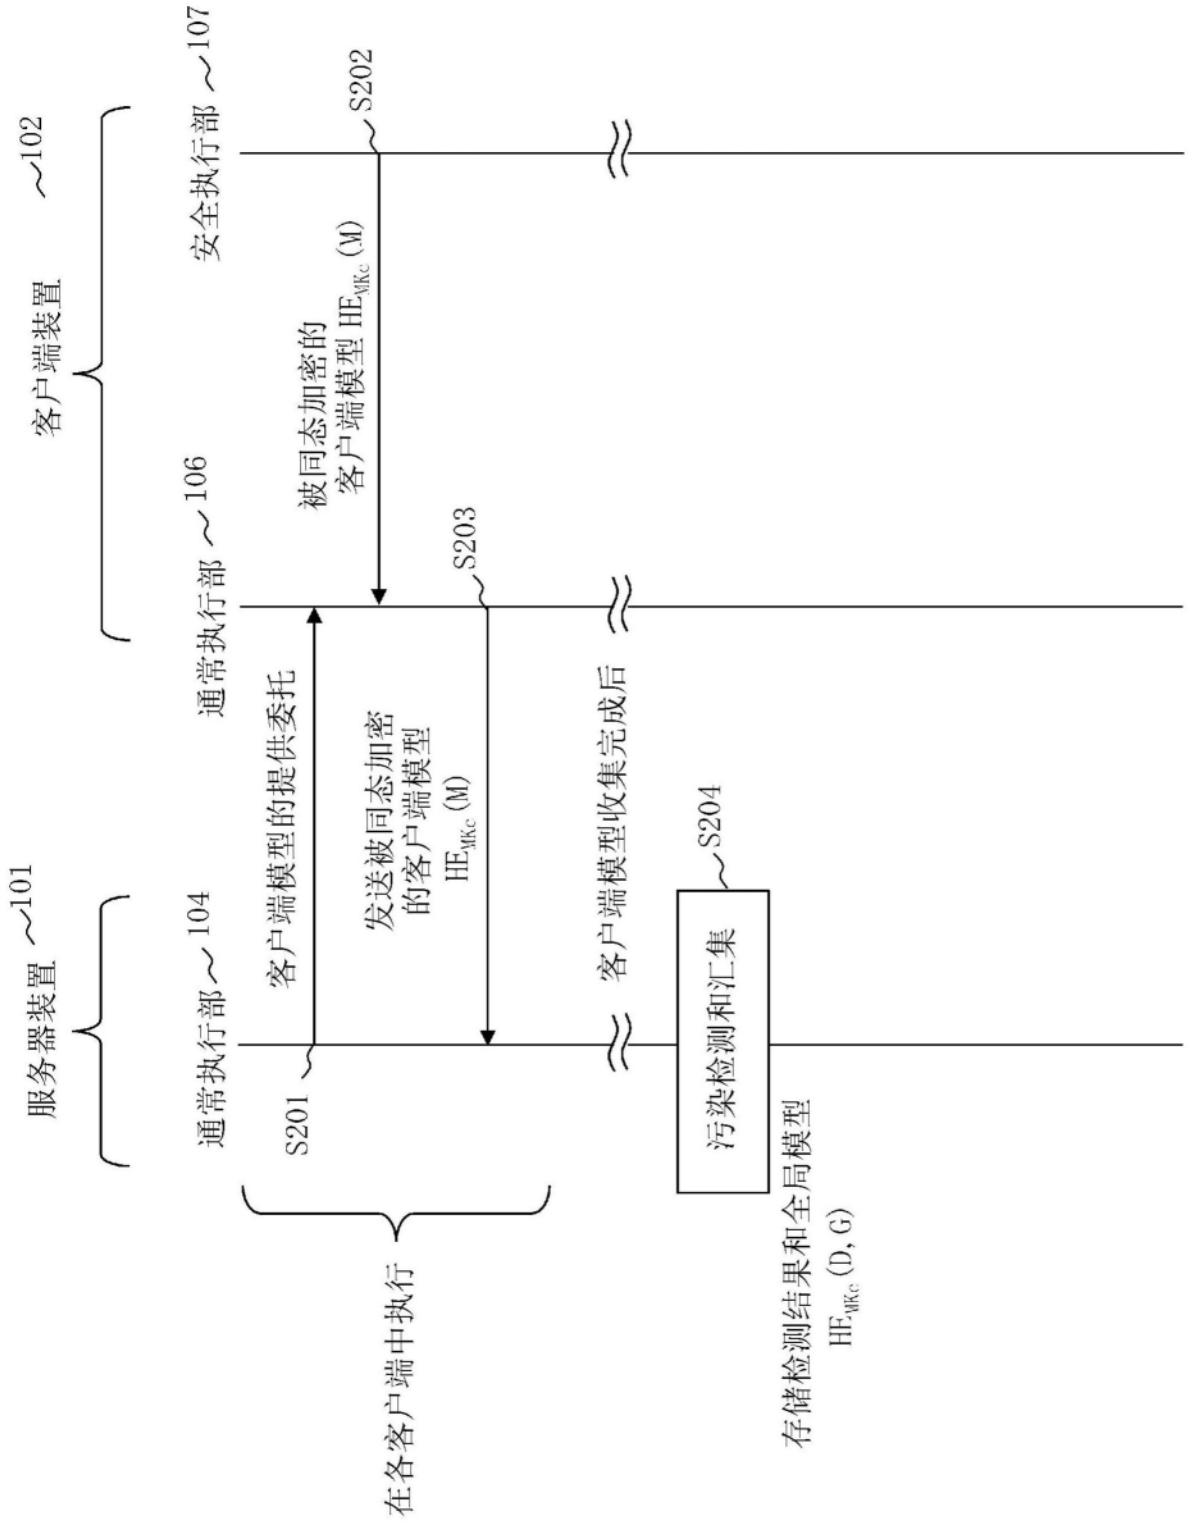 服务器装置 101
客户端装置 102
通常执行部 104
通常执行部 106
安全执行部 107
在各客户端中执行
S201
客户端模型的提供委托
被同态加密的
客户端模型 HE_MKc (M)
S202
发送被同态加密
的客户端模型
HE_MKc (M)
S203
客户端模型收集完成后
污染检测和汇集
S204
存储检测结果和全局模型
HE_MKc (D, G)